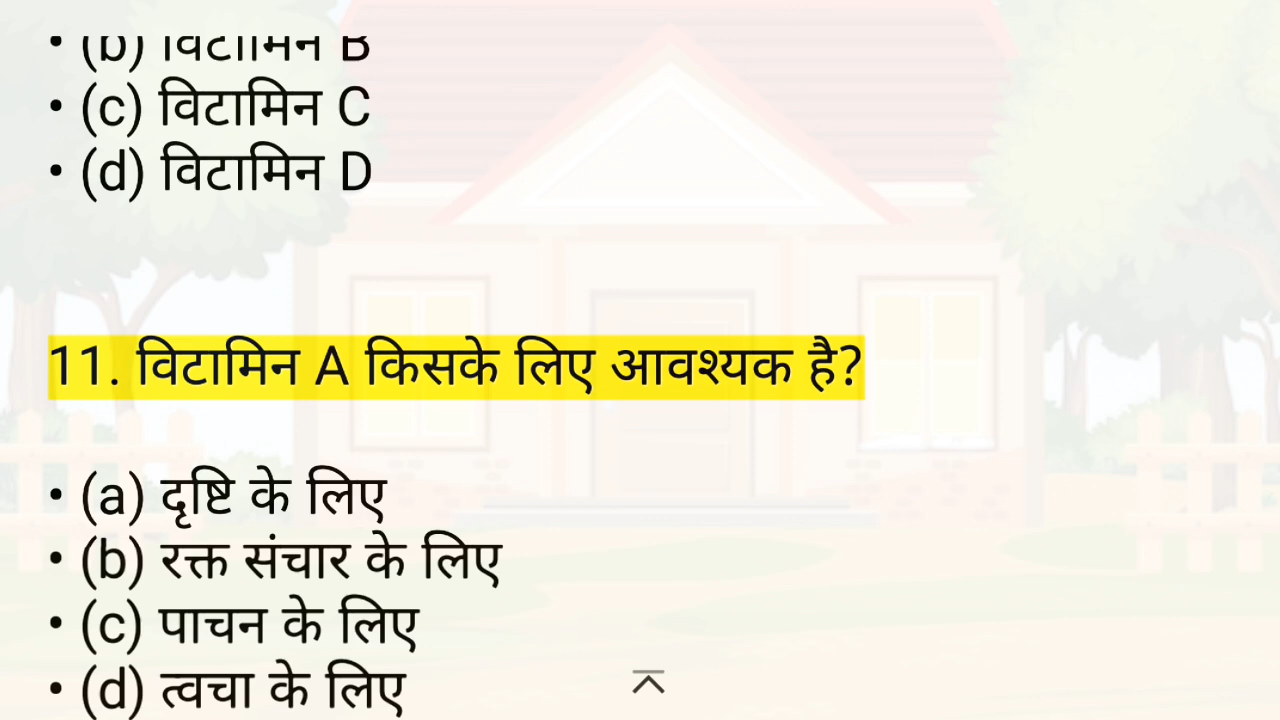 • (b) विटामिन B
• (c) विटामिन C
• (d) विटामिन D
11. विटामिन A किसके लिए आवश्यक है?
• (a) दृष्टि के लिए
• (b) रक्त संचार के लिए
• (c) पाचन के लिए
• (d) त्वचा के लिए